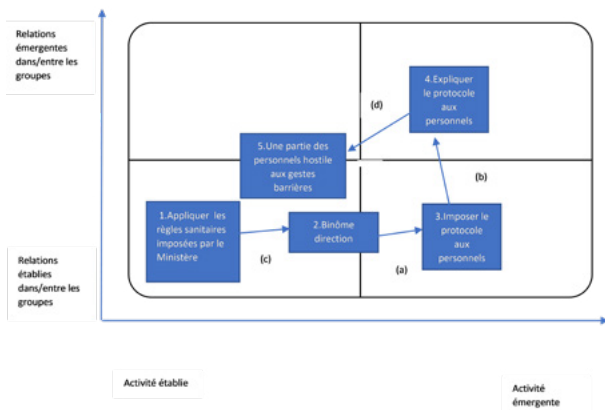 Relations
émergentes
dans/entre les
groupes
4.Expliquer
le protocole
aux
personnels
(d)
5.Une partie des
personnels hostile
aux gestes
barrières
(b)
1.Appliquer les
règles sanitaires
imposées par le
Ministère
2.Binôme
direction
3.Imposer le
protocole
aux
personnels
Relations
établies
dans/entre les
groupes
(c)
(a)
Activité établie
Activité
émergente